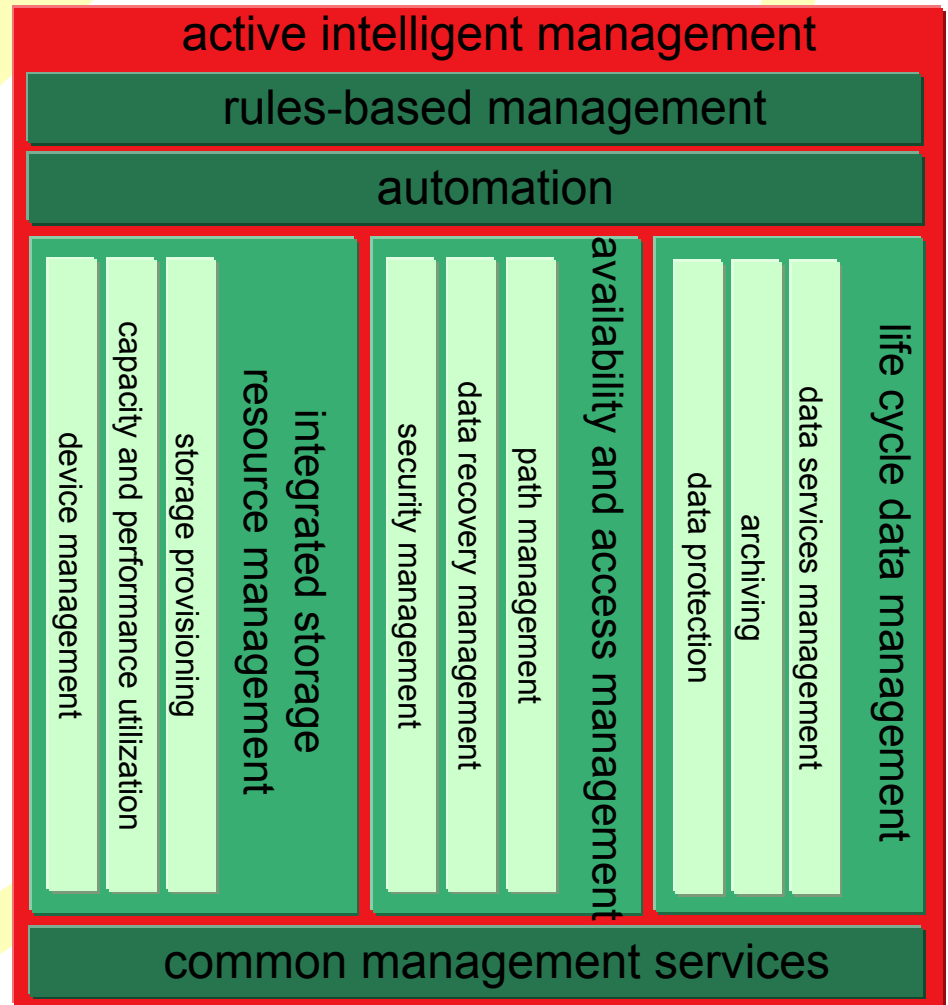 active intelligent management
rules-based management
automation
integrated storage
resource management
storage provisioning
capacity and performance utilization
device management
availability and access management
path management
data recovery management
security management
life cycle data management
data services management
archiving
data protection
common management services